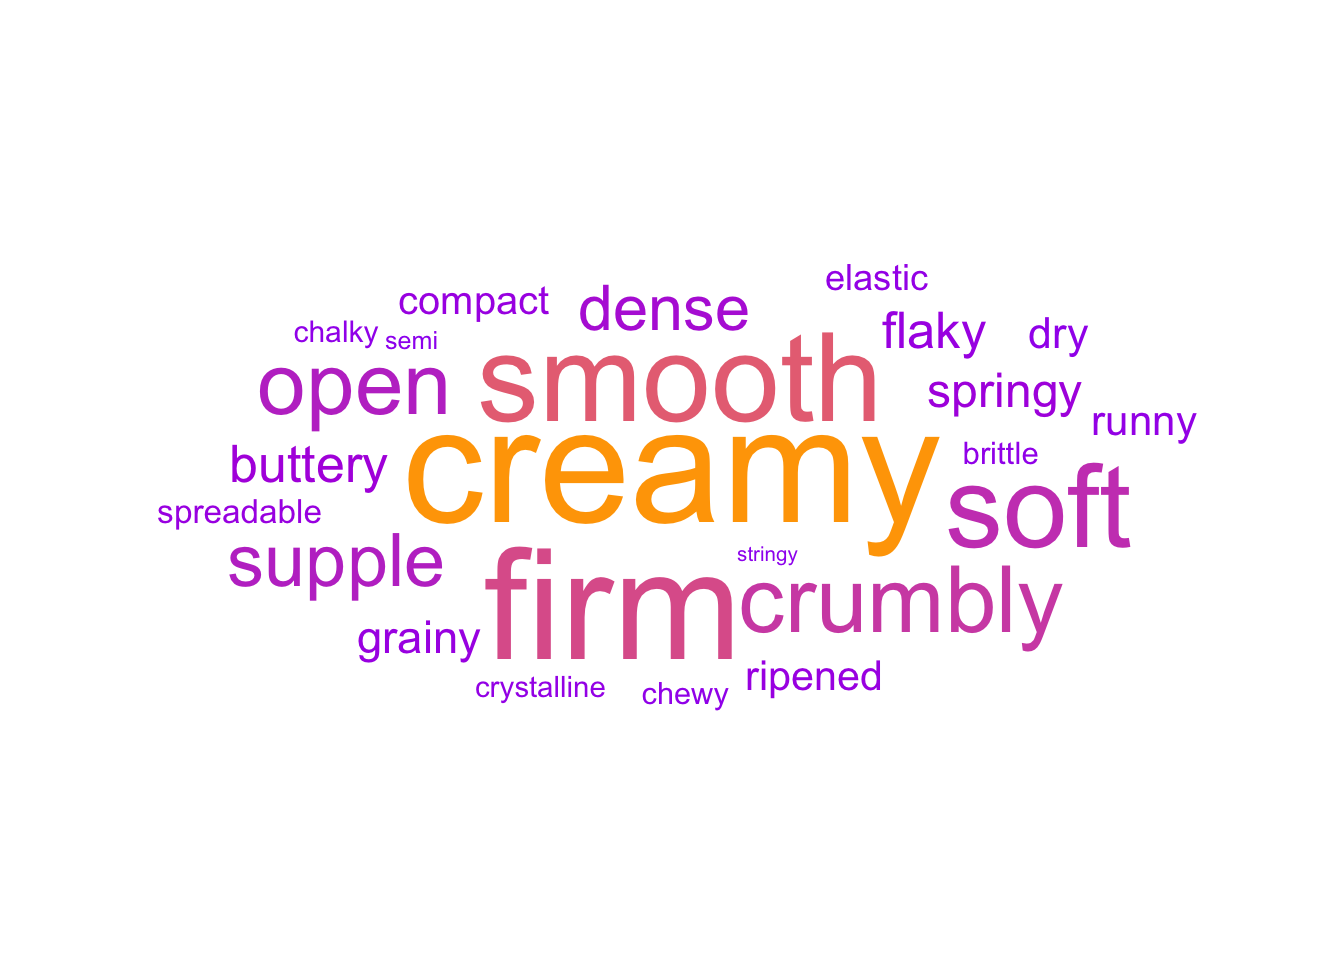 elastic
compact
dense
flaky
dry
chalky
semi
smooth
open
springy
runny
buttery
creamy
brittle
spreadable
soft
supple
stringy
firm
crumbly
grainy
ripened
crystalline
chewy